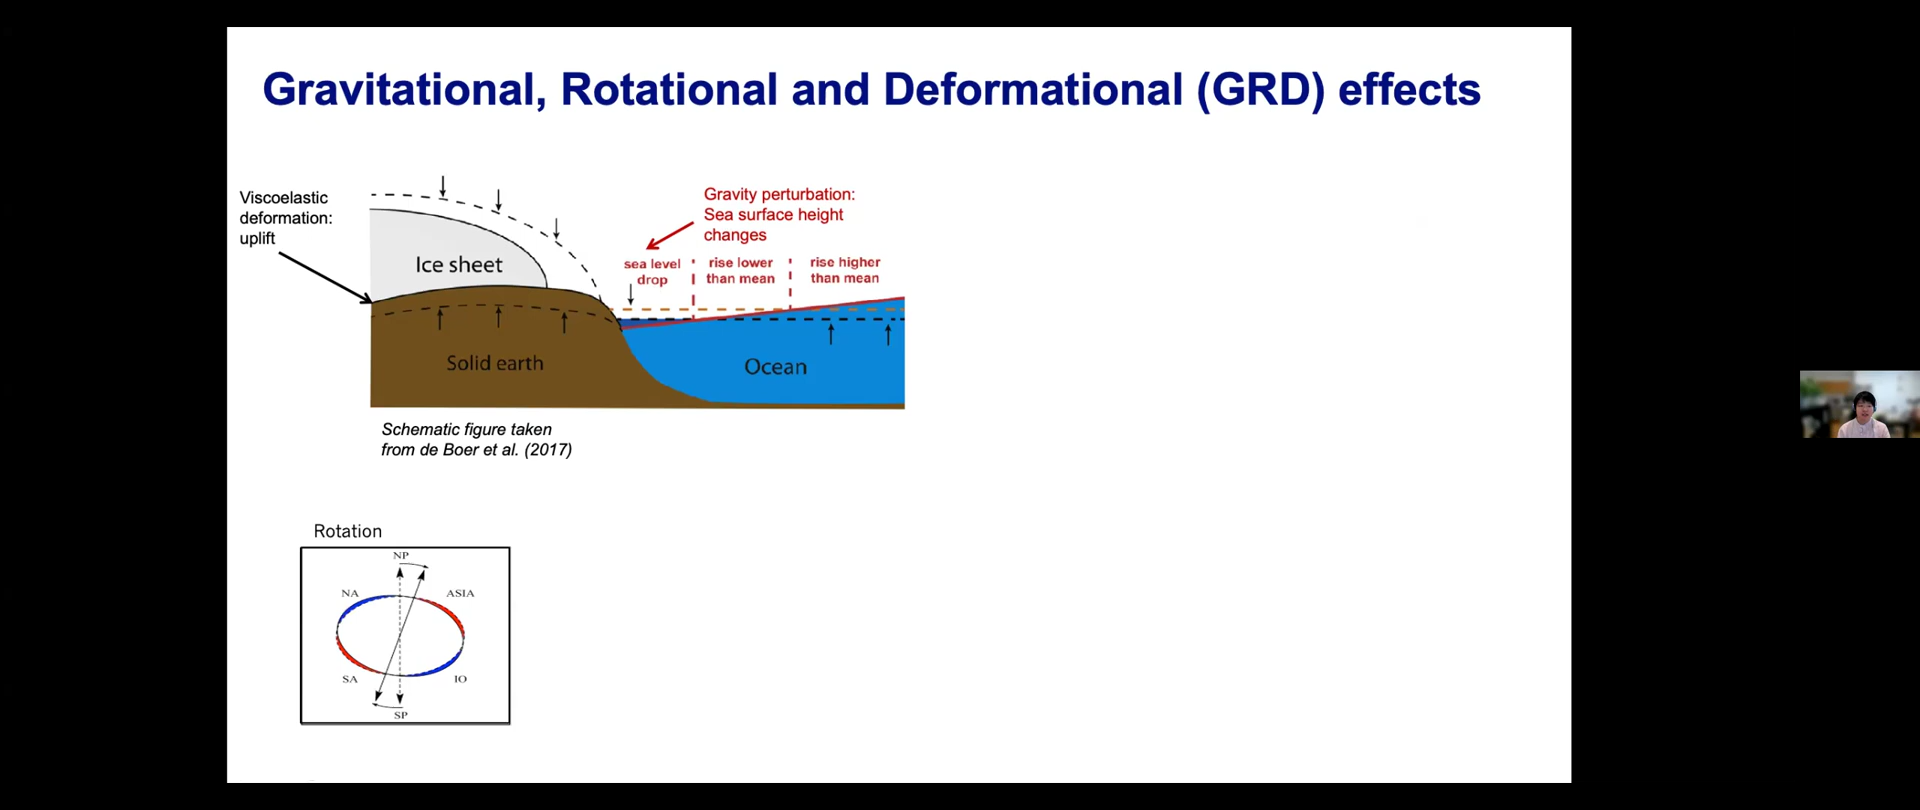 Gravitational, Rotational and Deformational (GRD) effects
Viscoelastic
deformation:
uplift
Gravity perturbation:
Sea surface height
changes
Ice sheet
sea level
drop
rise lower
than mean
rise higher
than mean
Solid earth
Ocean
Schematic figure taken
from de Boer et al. (2017)
Rotation
NP
NA
ASIA
SA
IO
SP